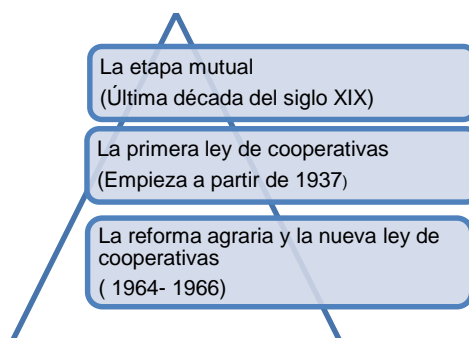 La etapa mutual
(Última década del siglo XIX)
La primera ley de cooperativas
(Empieza a partir de 1937)
La reforma agraria y la nueva ley de
cooperativas
( 1964- 1966)